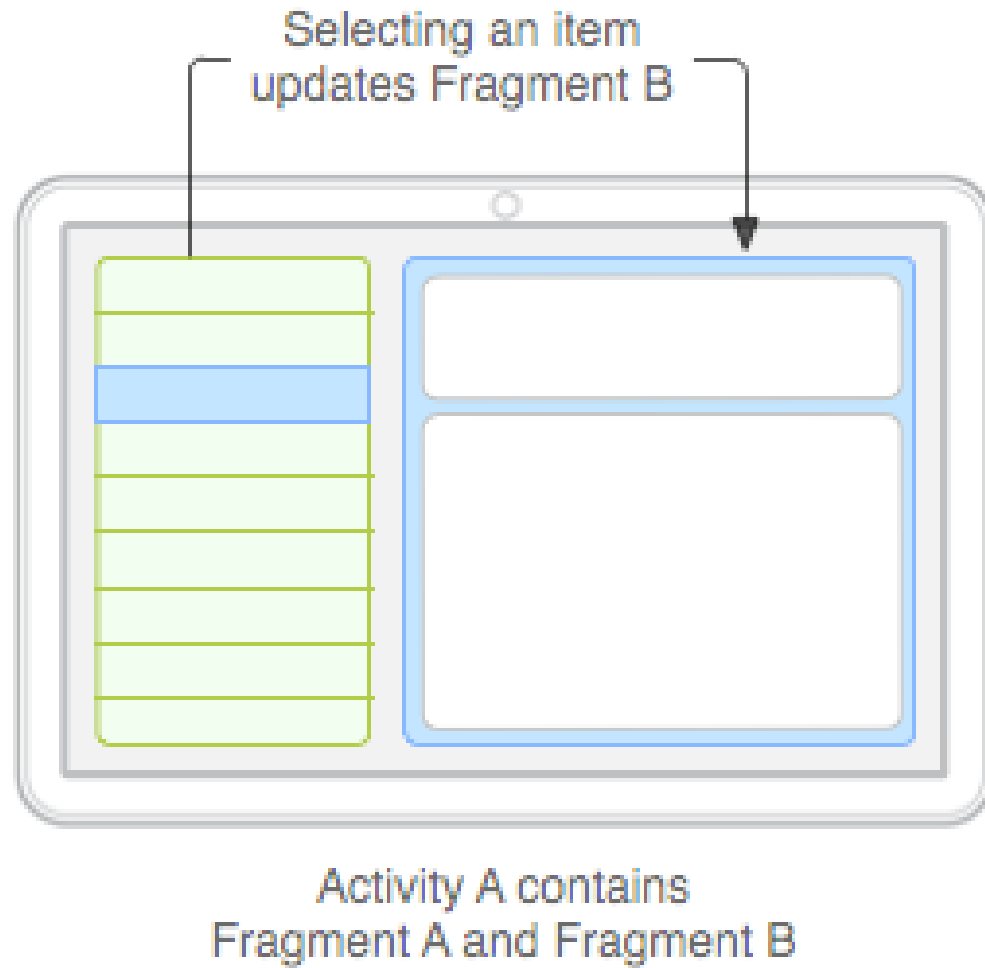 Selecting an item
updates Fragment B
Activity A contains
Fragment A and Fragment B